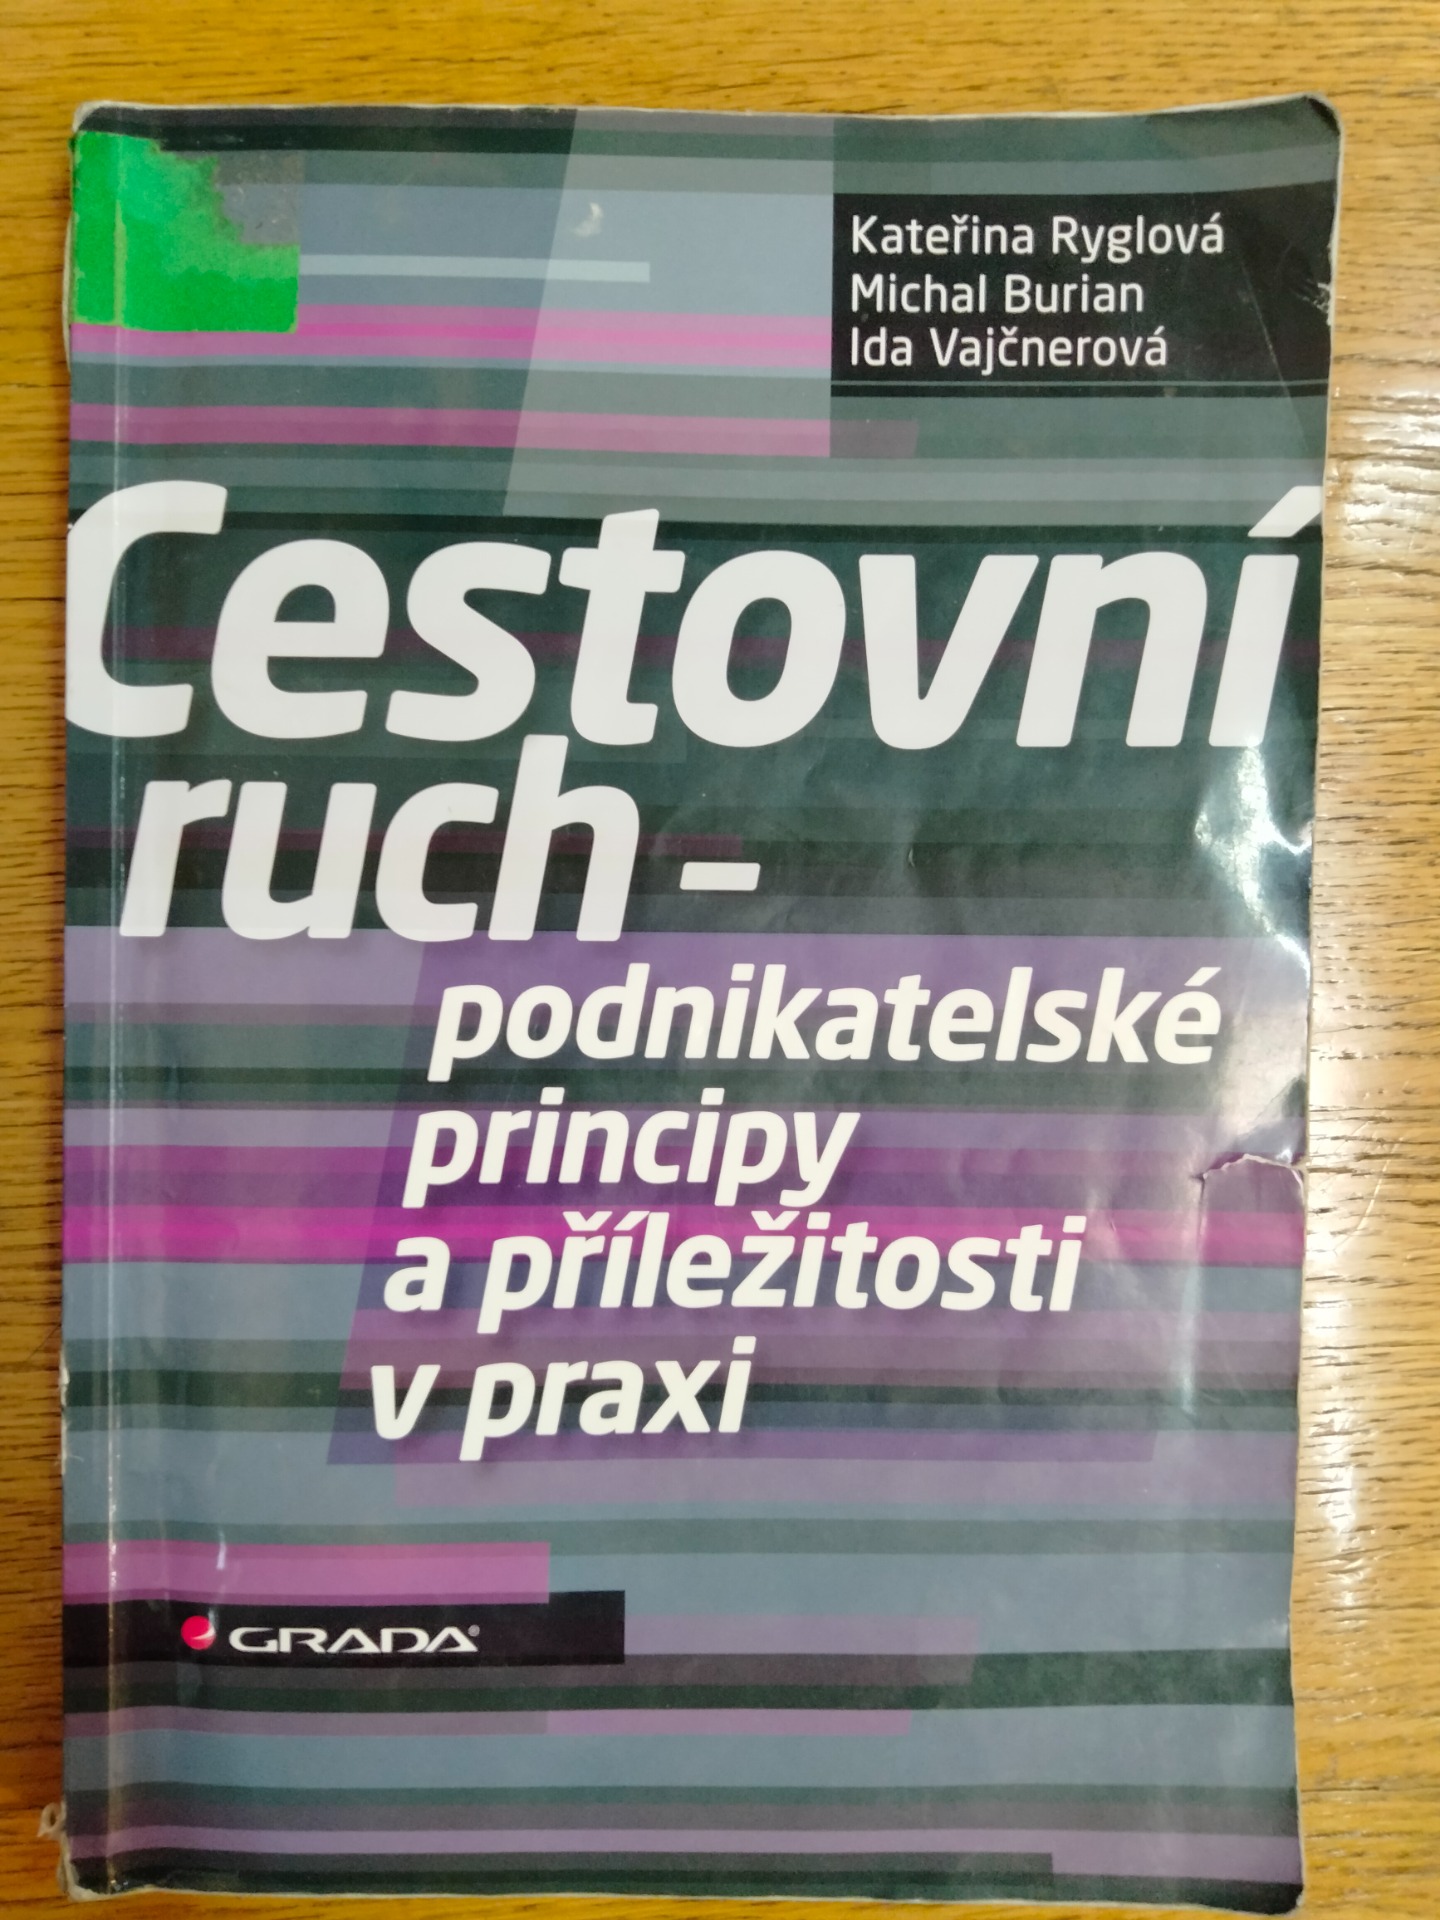 Kateřina Ryglová
Michal Burian
Ida Vajčnerová
Cestovní
ruch -
podnikatelské
principy
a příležitosti
v praxi
GRADA®